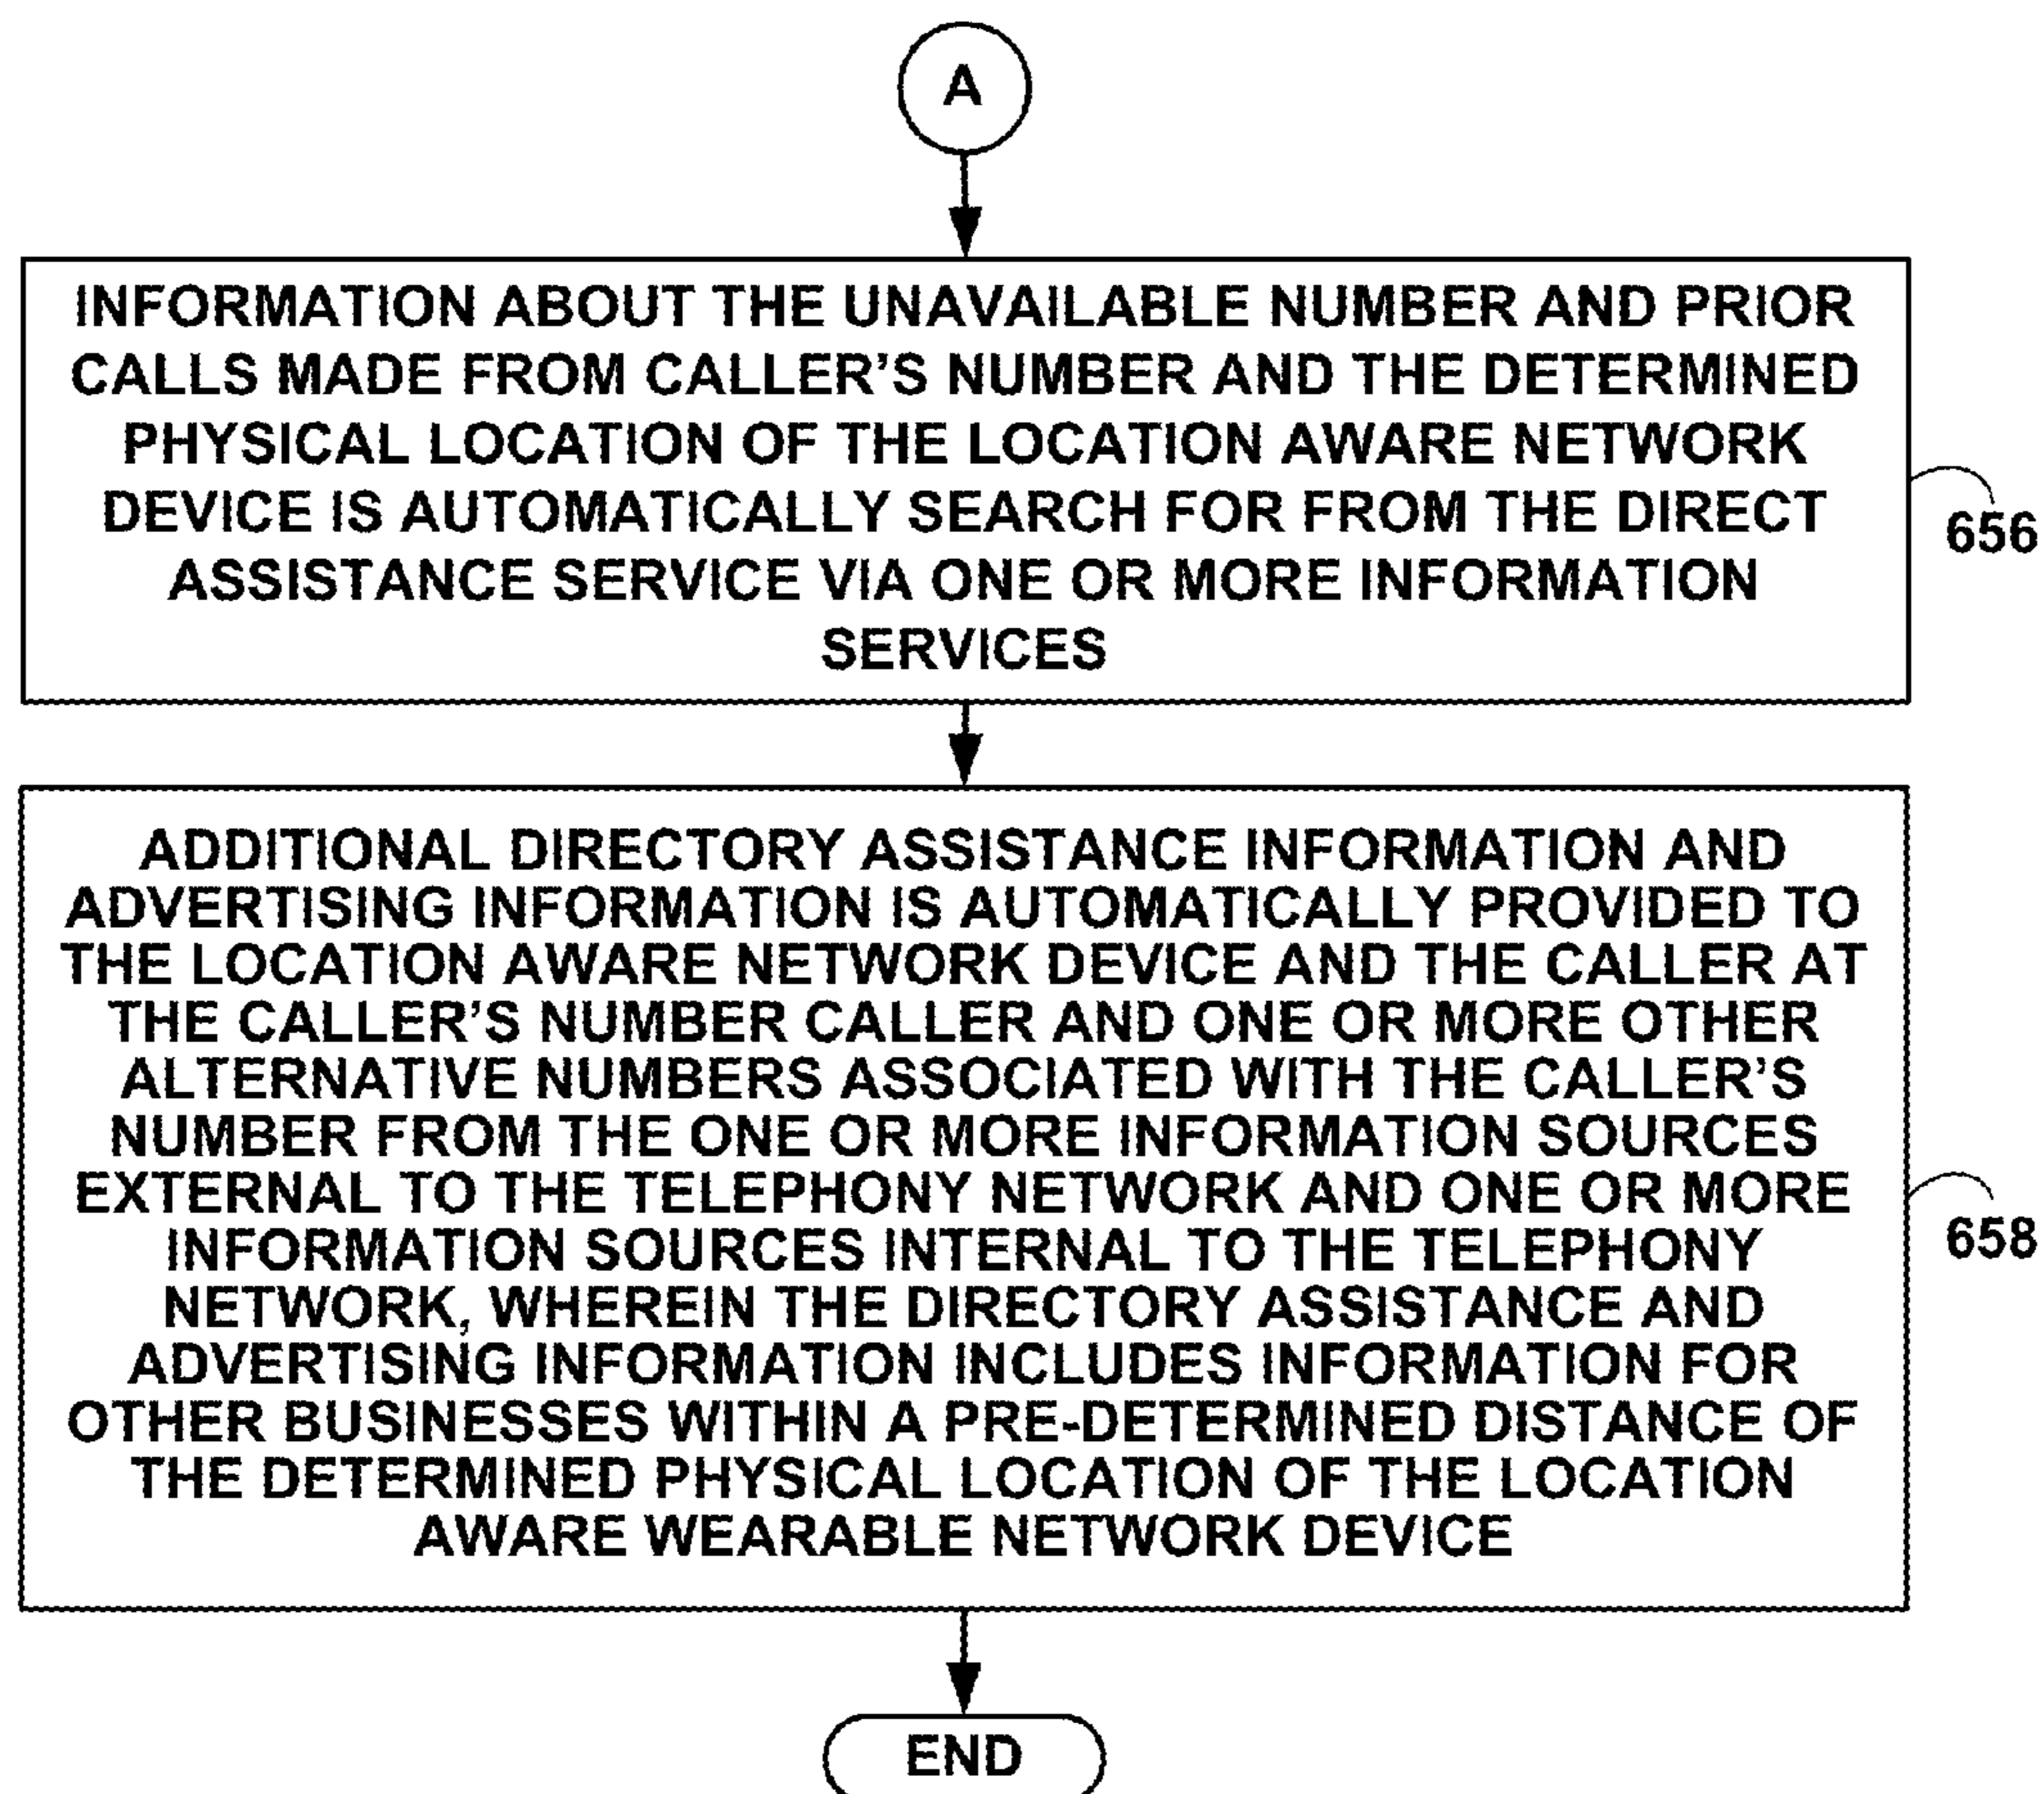 A
INFORMATION ABOUT THE UNAVAILABLE NUMBER AND PRIOR
CALLS MADE FROM CALLER'S NUMBER AND THE DETERMINED
PHYSICAL LOCATION OF THE LOCATION AWARE NETWORK
DEVICE IS AUTOMATICALLY SEARCH FOR FROM THE DIRECT
ASSISTANCE SERVICE VIA ONE OR MORE INFORMATION
SERVICES
656
ADDITIONAL DIRECTORY ASSISTANCE INFORMATION AND
ADVERTISING INFORMATION IS AUTOMATICALLY PROVIDED TO
THE LOCATION AWARE NETWORK DEVICE AND THE CALLER AT
THE CALLER'S NUMBER CALLER AND ONE OR MORE OTHER
ALTERNATIVE NUMBERS ASSOCIATED WITH THE CALLER'S
NUMBER FROM THE ONE OR MORE INFORMATION SOURCES
EXTERNAL TO THE TELEPHONY NETWORK AND ONE OR MORE
INFORMATION SOURCES INTERNAL TO THE TELEPHONY
NETWORK, WHEREIN THE DIRECTORY ASSISTANCE AND
ADVERTISING INFORMATION INCLUDES INFORMATION FOR
OTHER BUSINESSES WITHIN A PRE-DETERMINED DISTANCE OF
THE DETERMINED PHYSICAL LOCATION OF THE LOCATION
AWARE WEARABLE NETWORK DEVICE
658
END